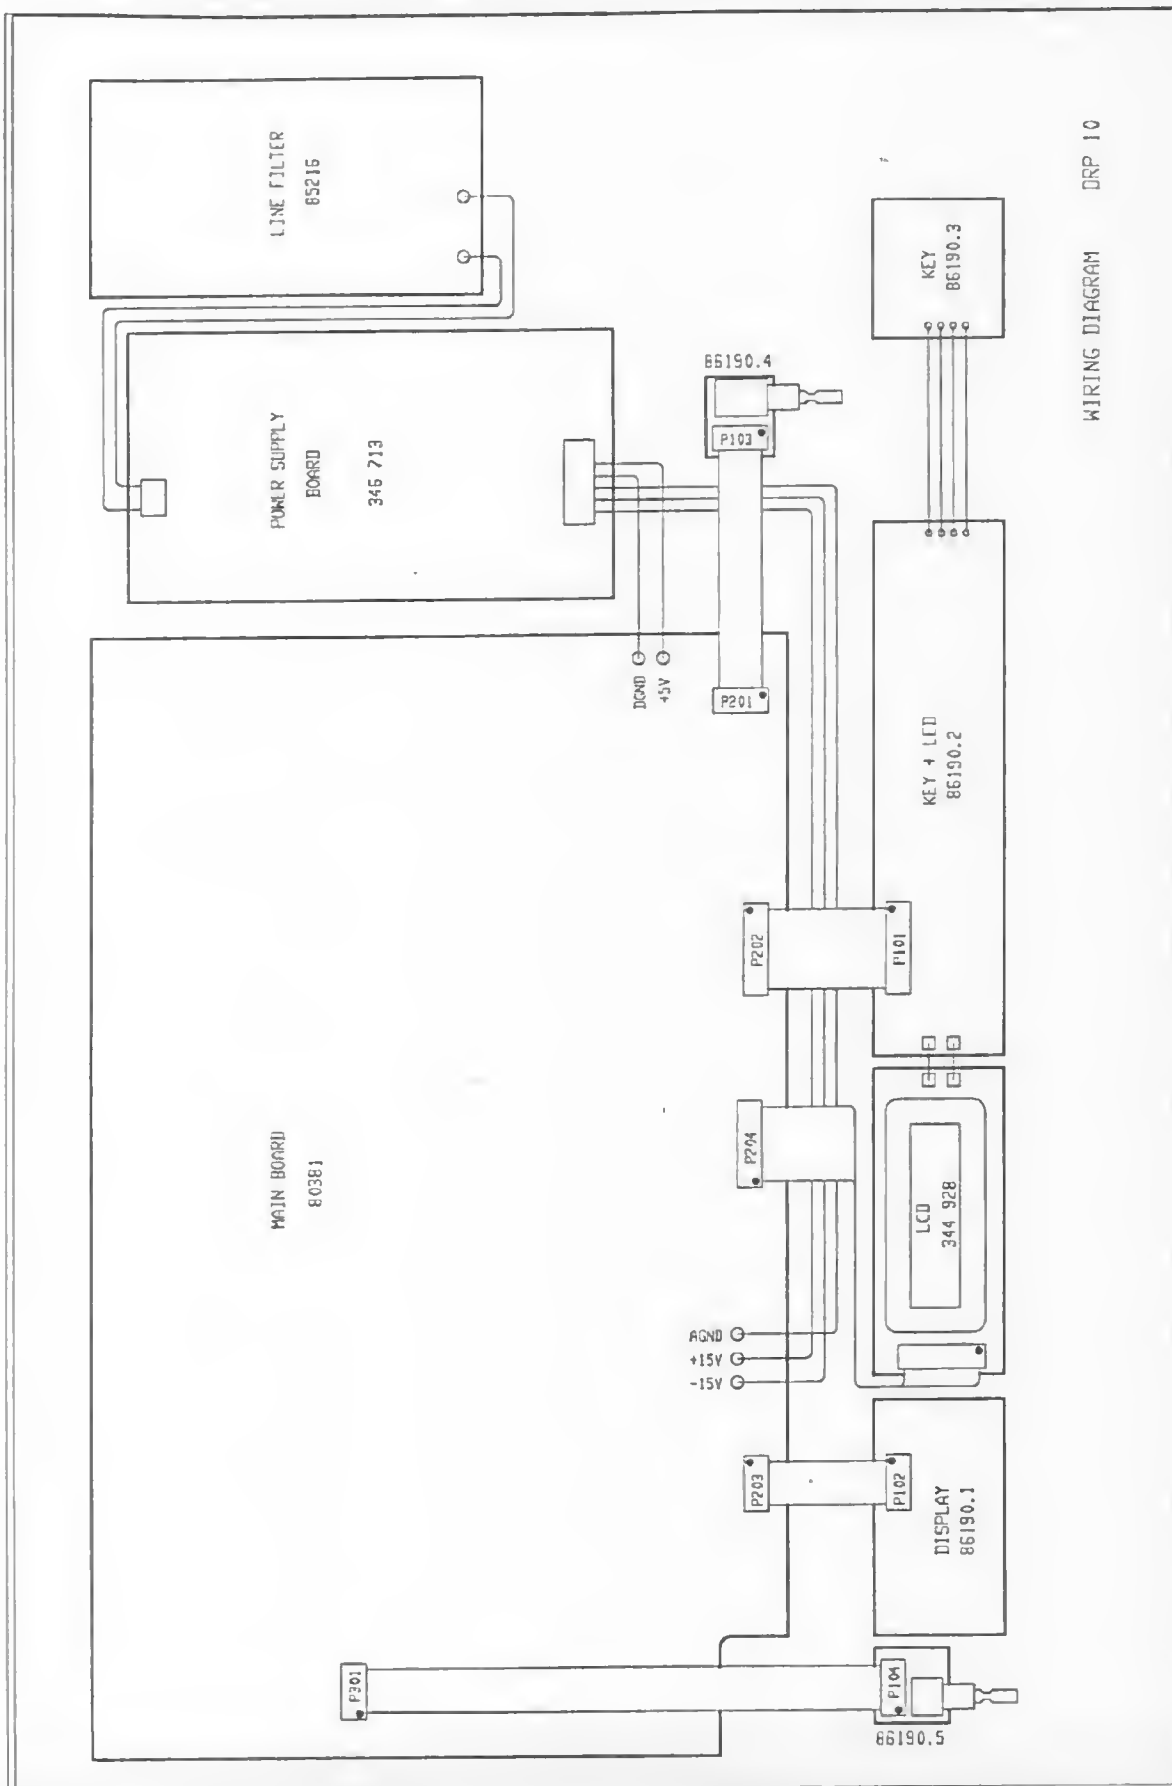 LINE FILTER
85216
POWER SUPPLY
BOARD
346 713
MAIN BOARD
80381
DGND
+5V
AGND
+15V
-15V
86190.4
P103
P201
P202
P101
P204
P203
P102
P301
P104
86190.5
KEY
86190.3
KEY + LED
86190.2
LCD
344 928
DISPLAY
86190.1
WIRING DIAGRAM DRP 10